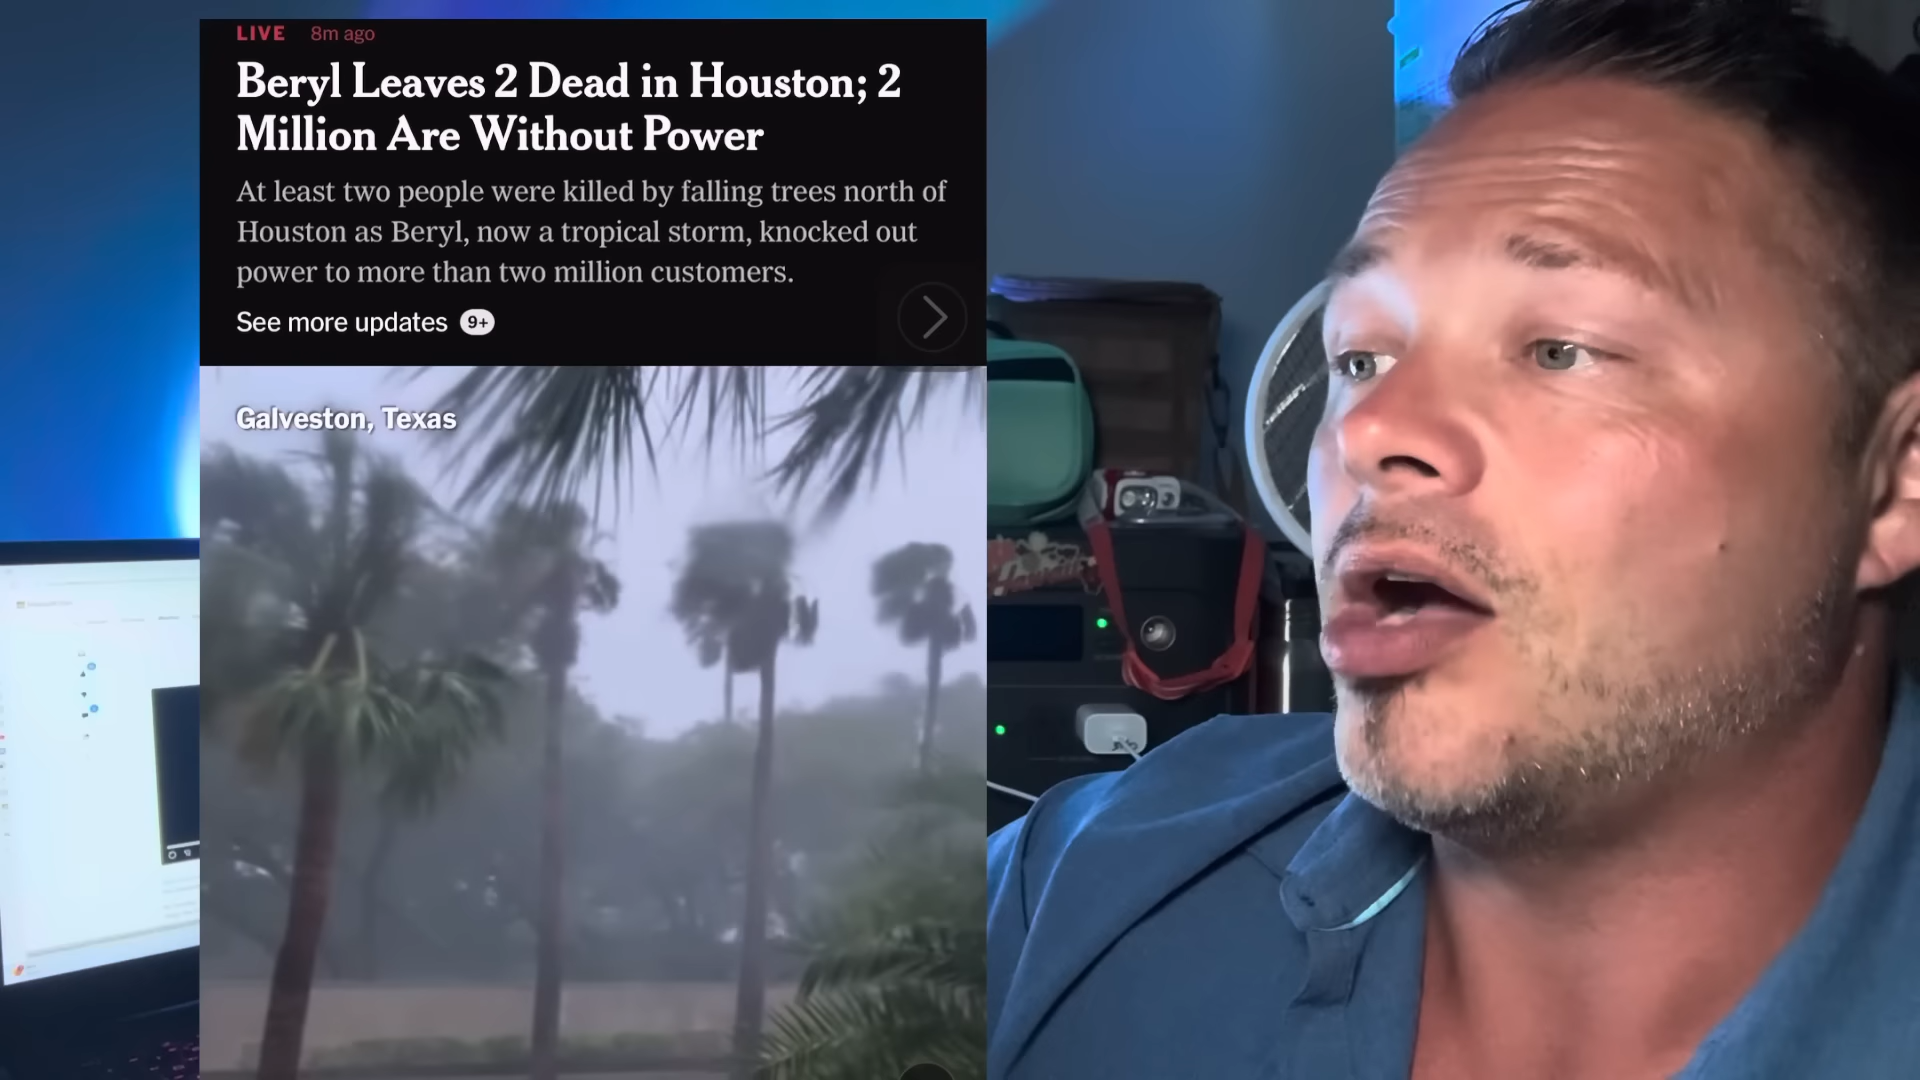 LIVE 8m ago
Beryl Leaves 2 Dead in Houston; 2
Million Are Without Power
At least two people were killed by falling trees north of
Houston as Beryl, now a tropical storm, knocked out
power to more than two million customers.
See more updates 9+
Galveston, Texas